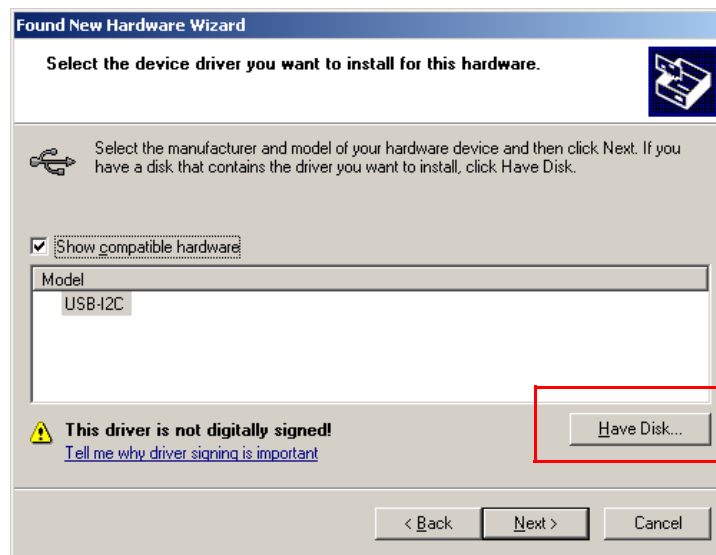 Found New Hardware Wizard
Select the device driver you want to install for this hardware.
Select the manufacturer and model of your hardware device and then click Next. If you
have a disk that contains the driver you want to install, click Have Disk.
Show compatible hardware
Model
USB-I2C
This driver is not digitally signed!
Have Disk...
Tell me why driver signing is important
< Back
Next >
Cancel